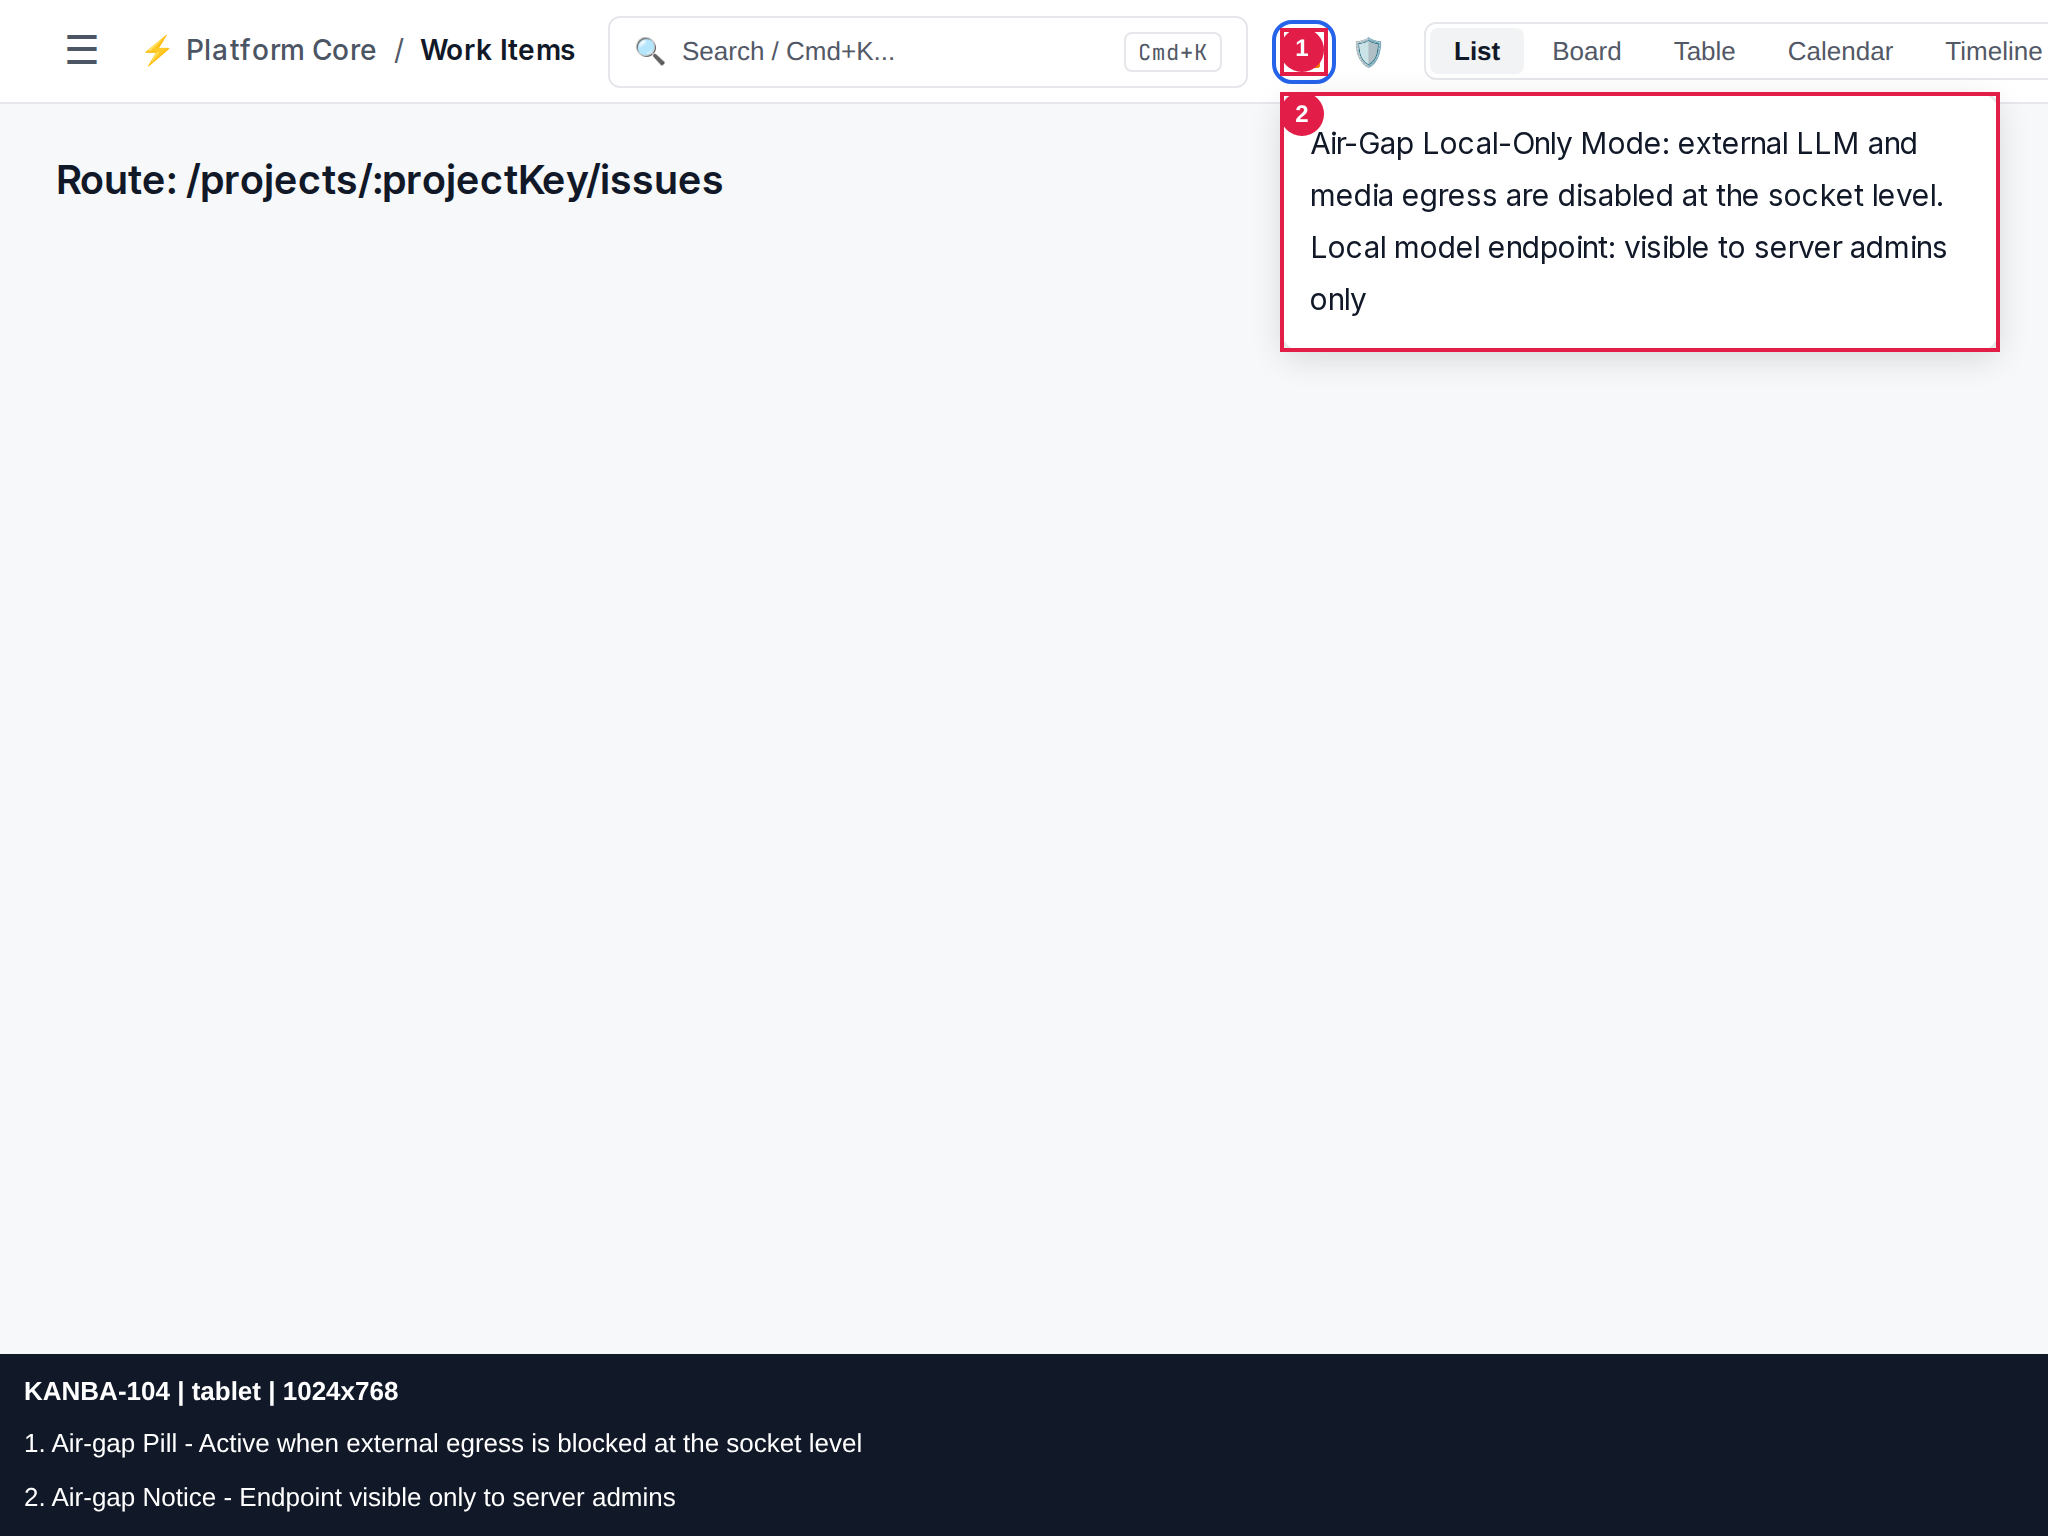 Platform Core / Work Items
Search / Cmd+K...
Cmd+K
1
List
Board
Table
Calendar
Timeline
2
Air-Gap Local-Only Mode: external LLM and
media egress are disabled at the socket level.
Local model endpoint: visible to server admins
only
Route: /projects/:projectKey/issues
KANBA-104 | tablet | 1024x768
1. Air-gap Pill - Active when external egress is blocked at the socket level
2. Air-gap Notice - Endpoint visible only to server admins